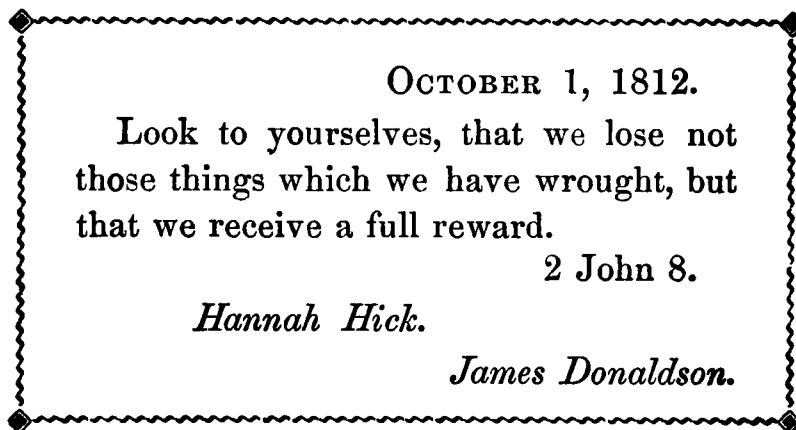 October 1, 1812.
Look to yourselves, that we lose not
those things which we have wrought, but
that we receive a full reward.
2 John 8.
Hannah Hick.
James Donaldson.